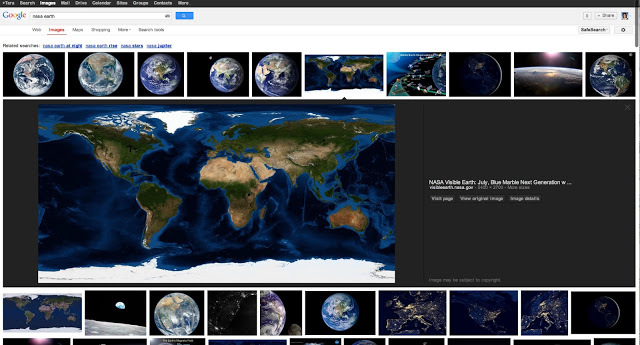 +Tara Search Images Mail Drive Calendar Sites Groups Contacts More
Google nasa earth
+ Share
Web Images Maps Shopping More Search tools
SafeSearch
Related searches: nasa earth at night nasa earth rise nasa stars nasa jupiter
NASA Visible Earth: July, Blue Marble Next Generation w ...
visibleearth.nasa.gov - 5400 × 2700 - More sizes
Visit page View original image Image details
Image may be subject to copyright.